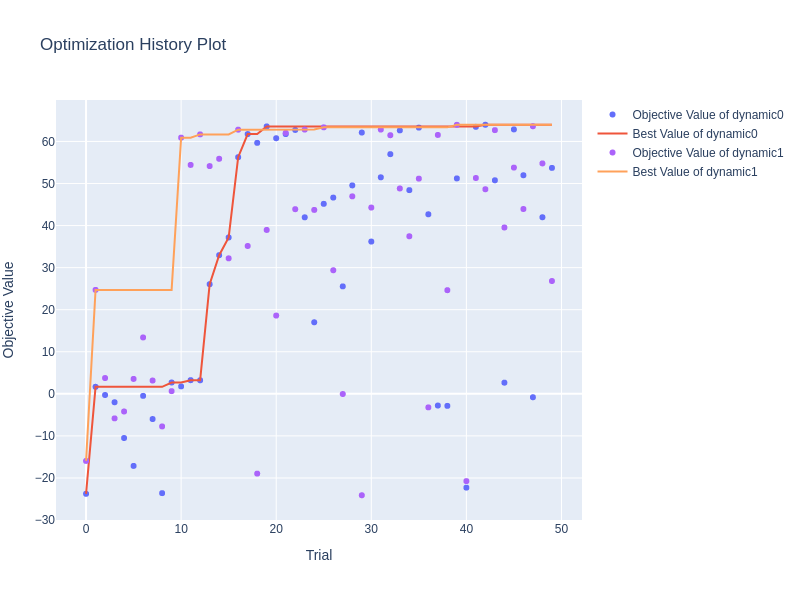 Optimization History Plot
Objective Value of dynamic0
Best Value of dynamic0
Objective Value of dynamic1
Best Value of dynamic1
Objective Value
60
50
40
30
20
10
0
−10
−20
−30
0 10 20 30 40 50
Trial